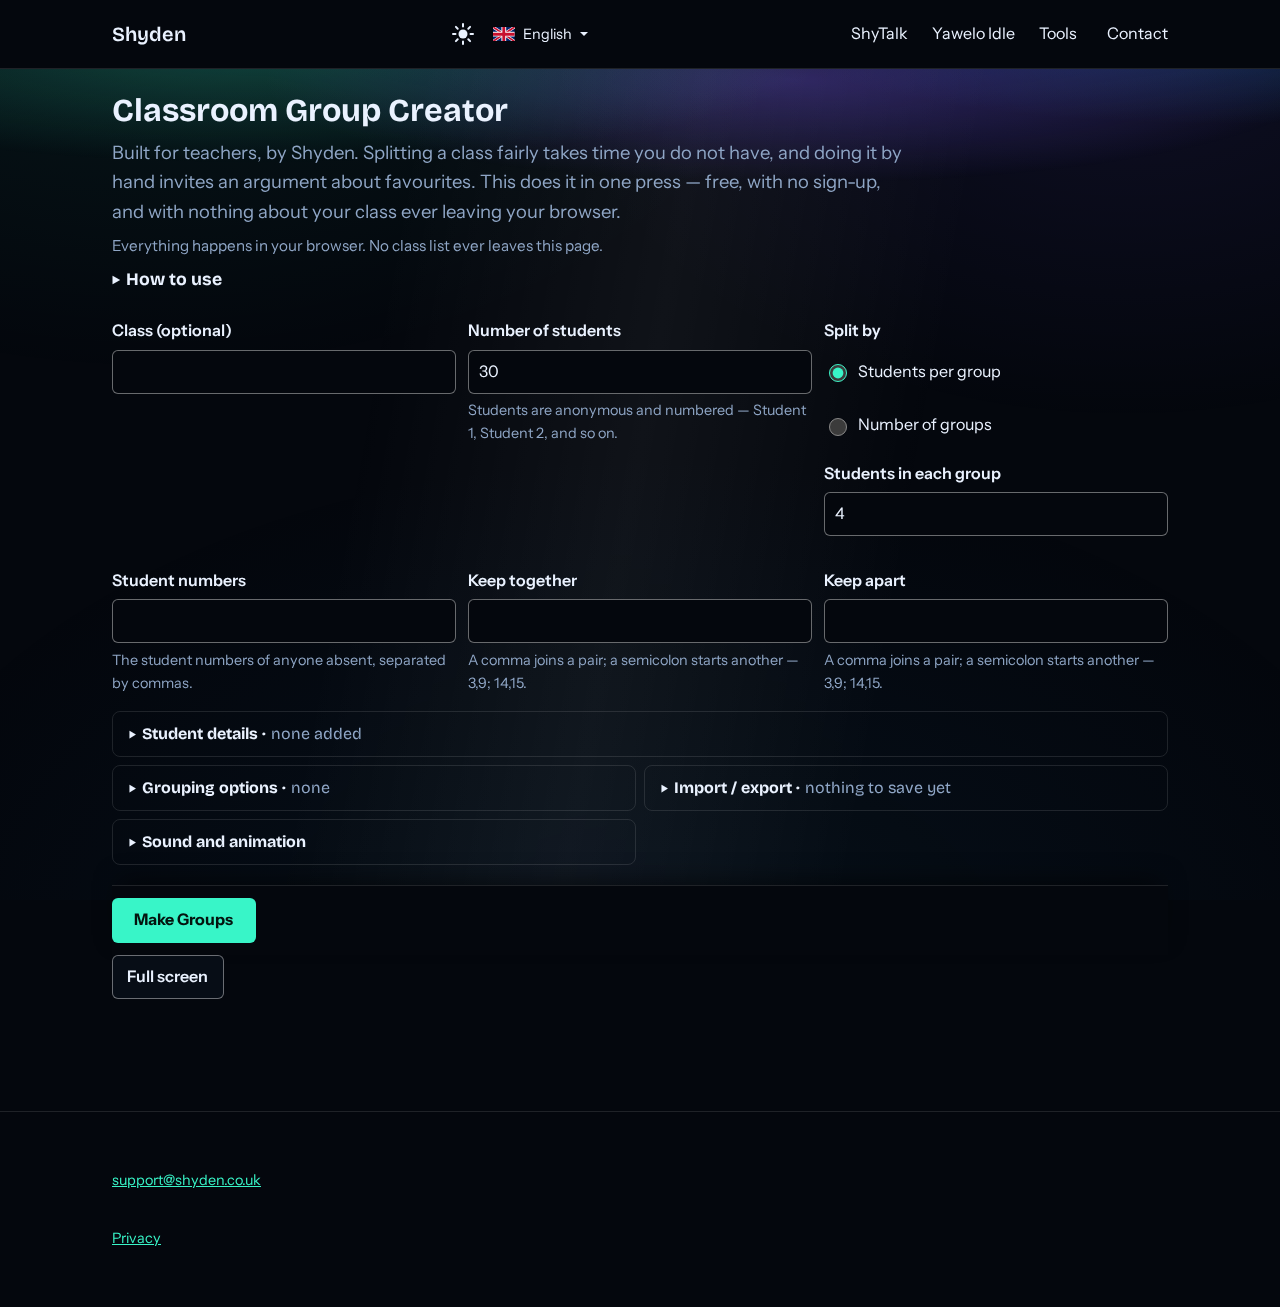 Shyden
English
ShyTalk
Yawelo Idle
Tools
Contact
Classroom Group Creator
Built for teachers, by Shyden. Splitting a class fairly takes time you do not have, and doing it by
hand invites an argument about favourites. This does it in one press — free, with no sign-up,
and with nothing about your class ever leaving your browser.
Everything happens in your browser. No class list ever leaves this page.
How to use
Class (optional)
Number of students
30
Students are anonymous and numbered — Student
1, Student 2, and so on.
Split by
Students per group
Number of groups
Students in each group
4
Student numbers
The student numbers of anyone absent, separated
by commas.
Keep together
A comma joins a pair; a semicolon starts another —
3,9; 14,15.
Keep apart
A comma joins a pair; a semicolon starts another —
3,9; 14,15.
Student details · none added
Grouping options · none
Import / export · nothing to save yet
Sound and animation
Make Groups
Full screen
support@shyden.co.uk
Privacy